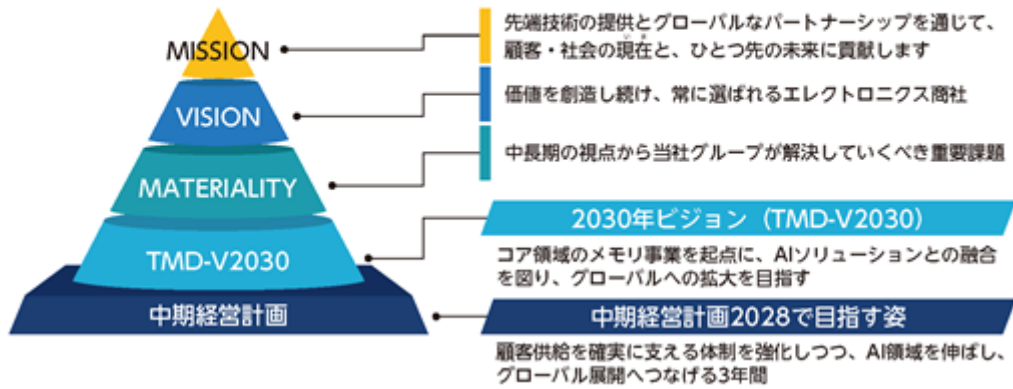 MISSION
先端技術の提供とグローバルなパートナーシップを通じて、
顧客・社会の現在と、ひとつ先の未来に貢献します
VISION
価値を創造し続け、常に選ばれるエレクトロニクス商社
MATERIALITY
中長期の視点から当社グループが解決していくべき重要課題
TMD-V2030
2030年ビジョン（TMD-V2030）
コア領域のメモリ事業を起点に、AIソリューションとの融合
を図り、グローバルへの拡大を目指す
中期経営計画
中期経営計画2028で目指す姿
顧客供給を確実に支える体制を強化しつつ、AI領域を伸ばし、
グローバル展開へつなげる3年間